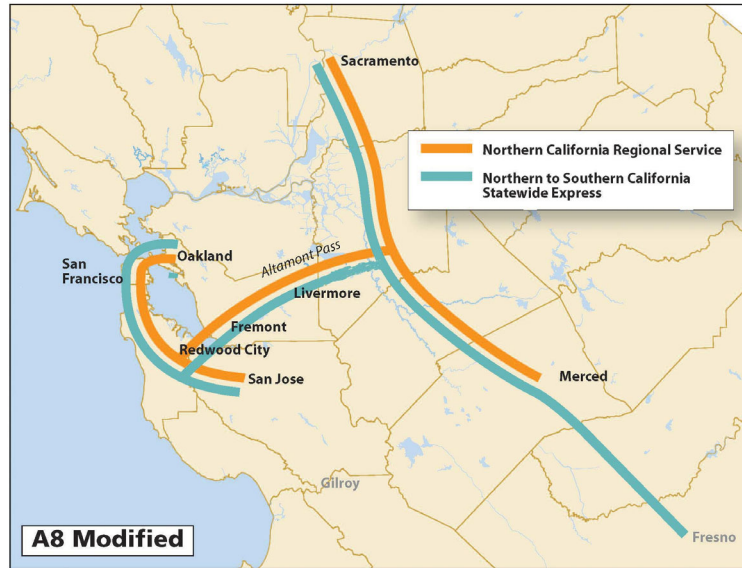 Sacramento
Northern California Regional Service
Northern to Southern California
Statewide Express
Oakland
San
Francisco
Altamont Pass
Livermore
Fremont
Redwood City
San Jose
Merced
Gilroy
Fresno
A8 Modified